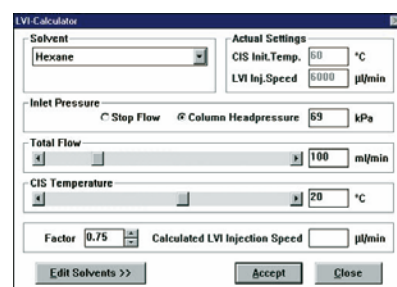 LVI-Calculator
Solvent
Hexane
Actual Settings
CIS Init.Temp. 60 °C
LVI Inj.Speed 6000 µl/min
Inlet Pressure
Stop Flow Column Headpressure 69 kPa
Total Flow
100 ml/min
CIS Temperature
20 °C
Factor 0.75 Calculated LVI Injection Speed µl/min
Edit Solvents >> Accept Close